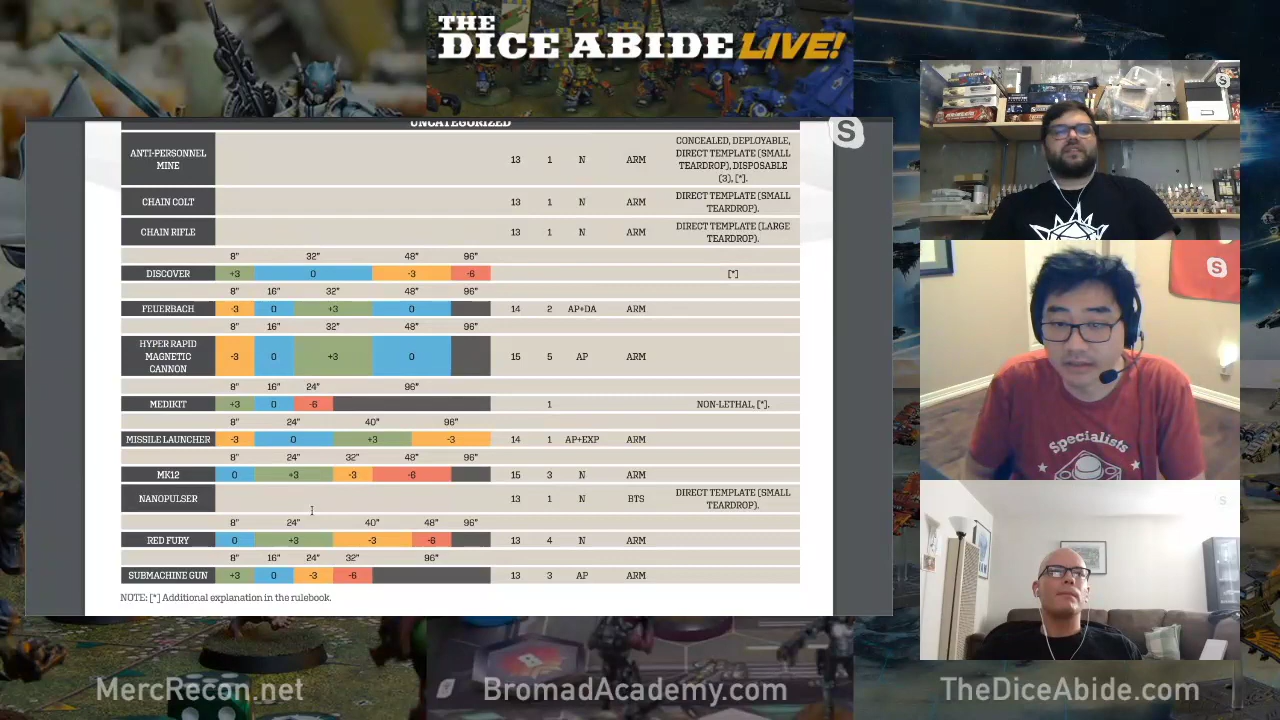 THE
DICE ABIDE LIVE!
UNCATEGORIZED
ANTI-PERSONNEL
MINE
13 1 N ARM
CONCEALED, DEPLOYABLE,
DIRECT TEMPLATE (SMALL
TEARDROP), DISPOSABLE
(3), [*].
CHAIN COLT 13 1 N ARM
DIRECT TEMPLATE (SMALL
TEARDROP).
CHAIN RIFLE 13 1 N ARM
DIRECT TEMPLATE (LARGE
TEARDROP).
8" 32" 48" 96"
DISCOVER +3 0 -3 -6 [*]
8" 16" 32" 48" 96"
FEUERBACH -3 0 +3 0 14 2 AP+DA ARM
8" 16" 32" 48" 96"
HYPER RAPID
MAGNETIC
CANNON
-3 0 +3 0 15 5 AP ARM
8" 16" 24" 96"
MEDIKIT +3 0 -6 1 NON-LETHAL, [*].
8" 24" 40" 96"
MISSILE LAUNCHER -3 0 +3 -3 14 1 AP+EXP ARM
8" 24" 32" 48" 96"
MK12 0 +3 -3 -6 15 3 N ARM
NANOPULSER 13 1 N BTS
DIRECT TEMPLATE (SMALL
TEARDROP).
8" 24" 40" 48" 96"
RED FURY 0 +3 -3 -6 13 4 N ARM
8" 16" 24" 32" 96"
SUBMACHINE GUN +3 0 -3 -6 13 3 AP ARM
NOTE: [*] Additional explanation in the rulebook.
S
S
S
Specialists
S
MercRecon.net
BromadAcademy.com
TheDiceAbide.com